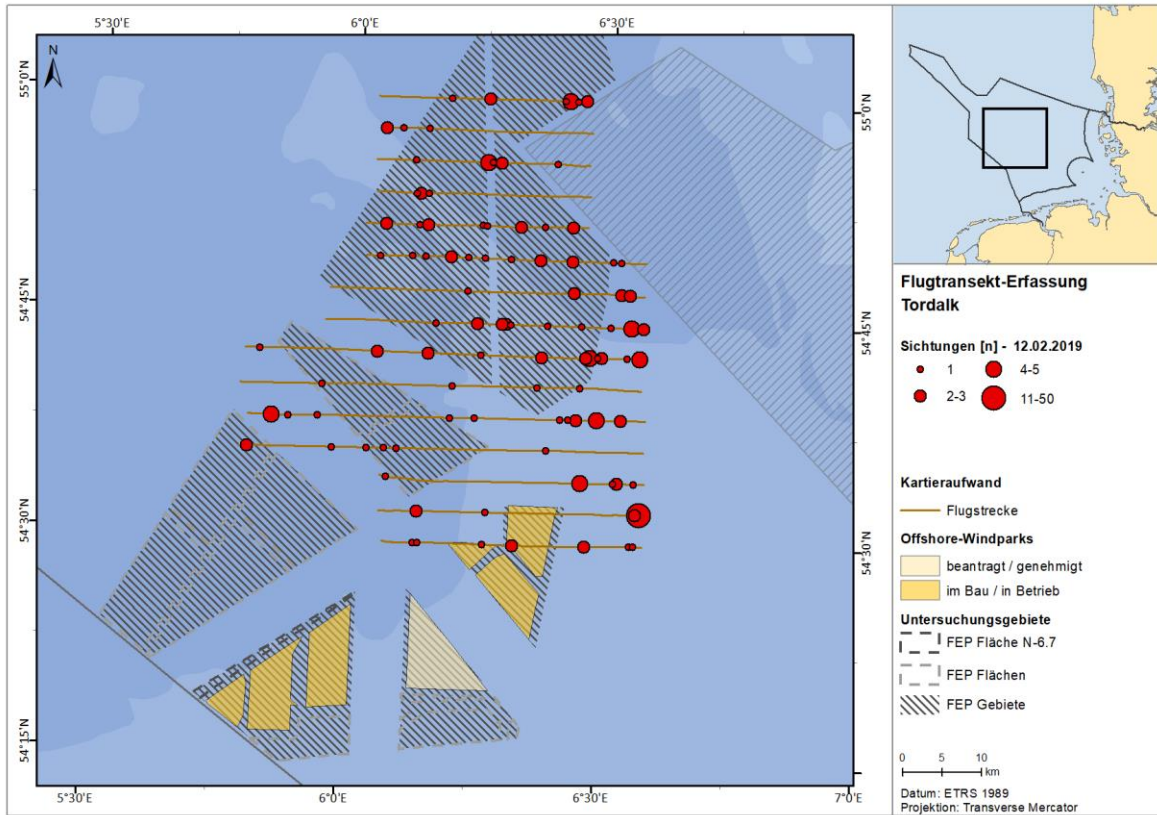 5°30'E
6°0'E
6°30'E
N
55°0'N
55°0'N
54°45'N
54°45'N
54°30'N
54°30'N
54°15'N
5°30'E
6°0'E
6°30'E
7°0'E
Flugtransekt-Erfassung
Tordalk
Sichtungen [n] - 12.02.2019
1
4-5
2-3
11-50
Kartieraufwand
Flugstrecke
Offshore-Windparks
beantragt / genehmigt
im Bau / in Betrieb
Untersuchungsgebiete
FEP Fläche N-6.7
FEP Flächen
FEP Gebiete
0 5 10
km
Datum: ETRS 1989
Projektion: Transverse Mercator